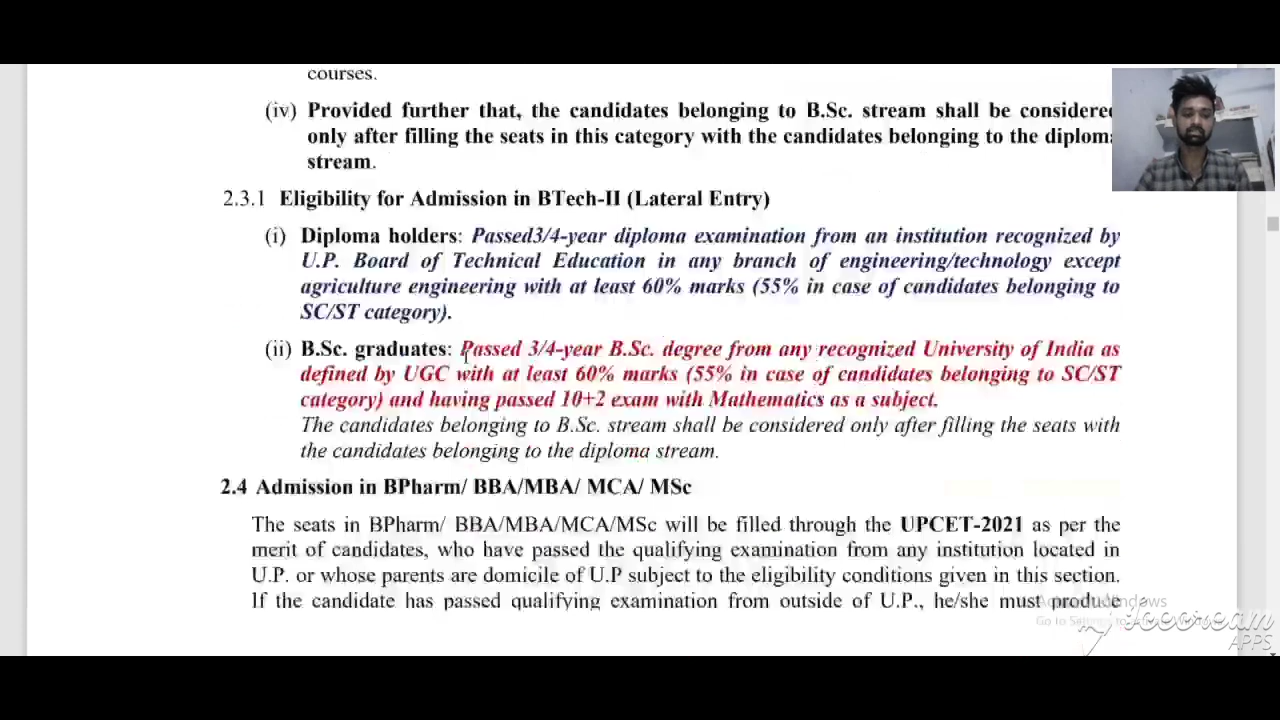 courses.
(iv) Provided further that, the candidates belonging to B.Sc. stream shall be considered
only after filling the seats in this category with the candidates belonging to the diploma
stream.
2.3.1 Eligibility for Admission in BTech-II (Lateral Entry)
(i) Diploma holders: Passed3/4-year diploma examination from an institution recognized by
U.P. Board of Technical Education in any branch of engineering/technology except
agriculture engineering with at least 60% marks (55% in case of candidates belonging to
SC/ST category).
(ii) B.Sc. graduates: Passed 3/4-year B.Sc. degree from any recognized University of India as
defined by UGC with at least 60% marks (55% in case of candidates belonging to SC/ST
category) and having passed 10+2 exam with Mathematics as a subject.
The candidates belonging to B.Sc. stream shall be considered only after filling the seats with
the candidates belonging to the diploma stream.
2.4 Admission in BPharm/ BBA/MBA/ MCA/ MSc
The seats in BPharm/ BBA/MBA/MCA/MSc will be filled through the UPCET-2021 as per the
merit of candidates, who have passed the qualifying examination from any institution located in
U.P. or whose parents are domicile of U.P subject to the eligibility conditions given in this section.
If the candidate has passed qualifying examination from outside of U.P., he/she must produce
Activate Windows
Go to Settings to activate Windows.
Icecream
APPS